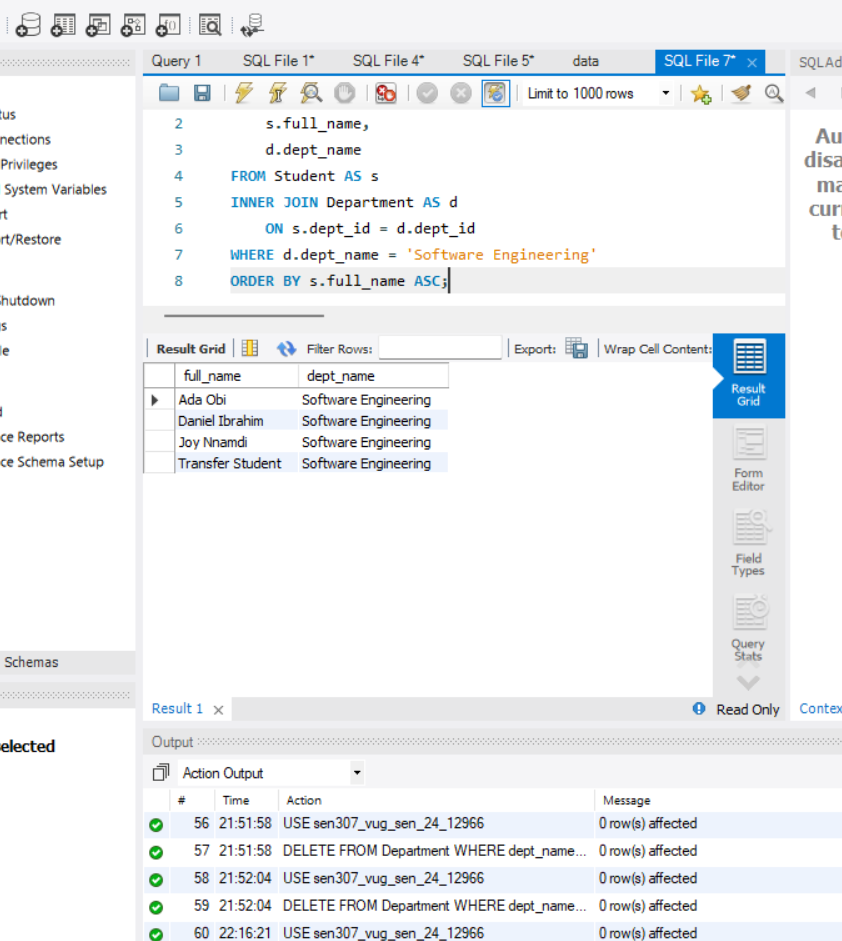 Query 1 SQL File 1* SQL File 4* SQL File 5* data SQL File 7* SQLAd
Limit to 1000 rows
tus
nections
Privileges
System Variables
rt
rt/Restore
Shutdown
s
le
d
ce Reports
ce Schema Setup
Schemas
elected
2 s.full_name,
3 d.dept_name
4 FROM Student AS s
5 INNER JOIN Department AS d
6 ON s.dept_id = d.dept_id
7 WHERE d.dept_name = 'Software Engineering'
8 ORDER BY s.full_name ASC;
Au
disa
ma
curr
t
Result Grid Filter Rows: Export: Wrap Cell Content:
full_name dept_name
Ada Obi Software Engineering
Daniel Ibrahim Software Engineering
Joy Nnamdi Software Engineering
Transfer Student Software Engineering
Result
Grid
Form
Editor
Field
Types
Query
Stats
Result 1 Read Only Contex
Output
Action Output
# Time Action Message
56 21:51:58 USE sen307_vug_sen_24_12966 0 row(s) affected
57 21:51:58 DELETE FROM Department WHERE dept_name... 0 row(s) affected
58 21:52:04 USE sen307_vug_sen_24_12966 0 row(s) affected
59 21:52:04 DELETE FROM Department WHERE dept_name... 0 row(s) affected
60 22:16:21 USE sen307_vug_sen_24_12966 0 row(s) affected